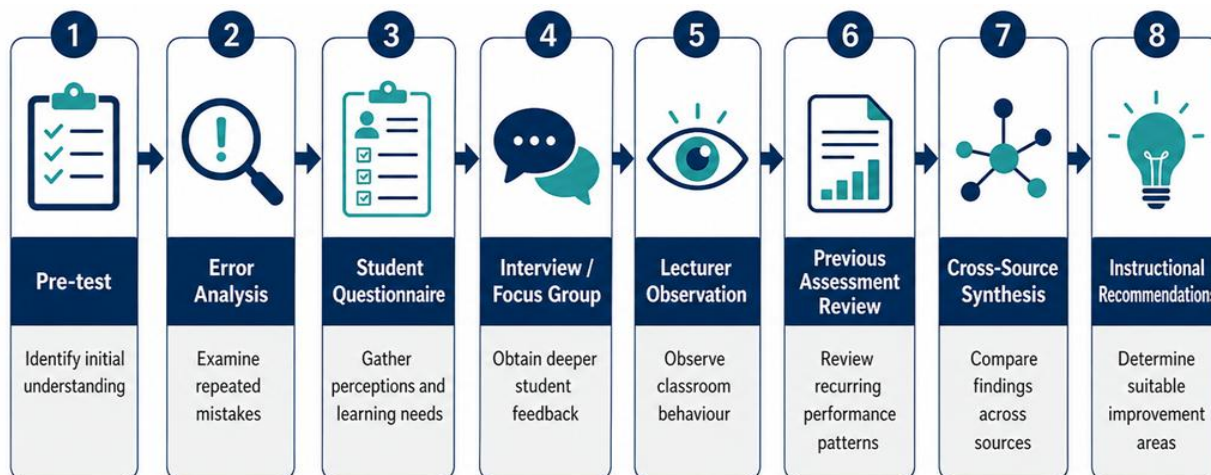 1
Pre-test
Identify initial
understanding
2
Error
Analysis
Examine
repeated
mistakes
3
Student
Questionnaire
Gather
perceptions and
learning needs
4
Interview /
Focus Group
Obtain deeper
student
feedback
5
Lecturer
Observation
Observe
classroom
behaviour
6
Previous
Assessment
Review
Review
recurring
performance
patterns
7
Cross-Source
Synthesis
Compare
findings
across
sources
8
Instructional
Recommendations
Determine
suitable
improvement
areas